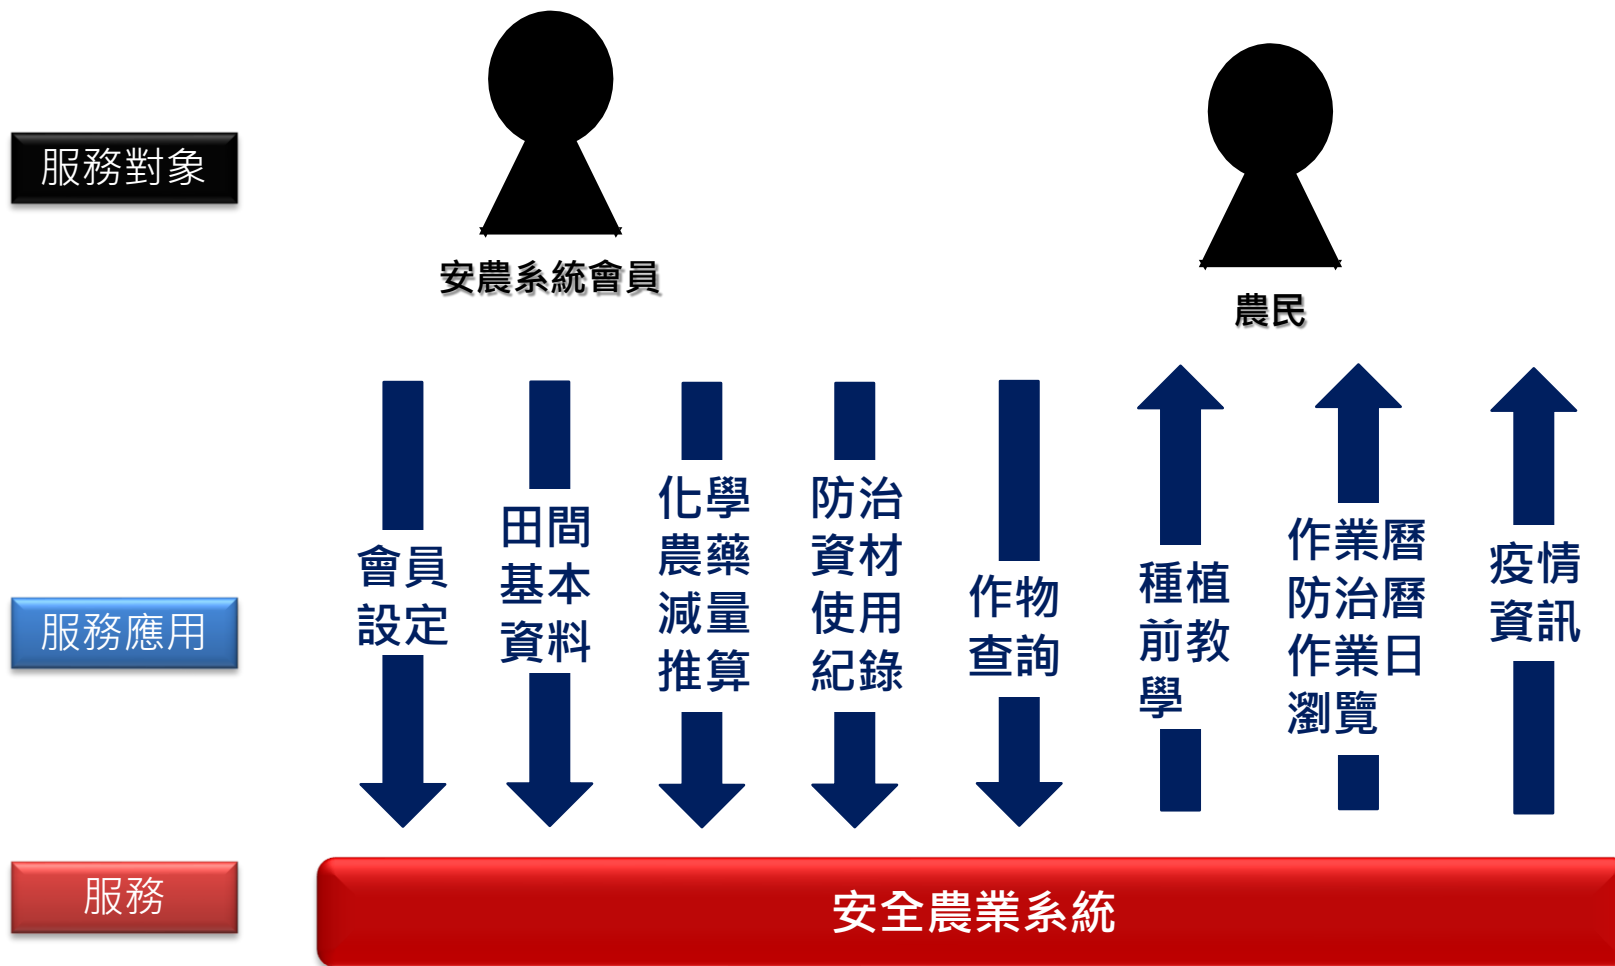 服務對象
安農系統會員
農民
服務應用
會員
設定
田間
基本
資料
化學
農藥
減量
推算
防治
資材
使用
紀錄
作物
查詢
種植
前教
學
作業曆
防治曆
作業日
瀏覽
疫情
資訊
服務
安全農業系統